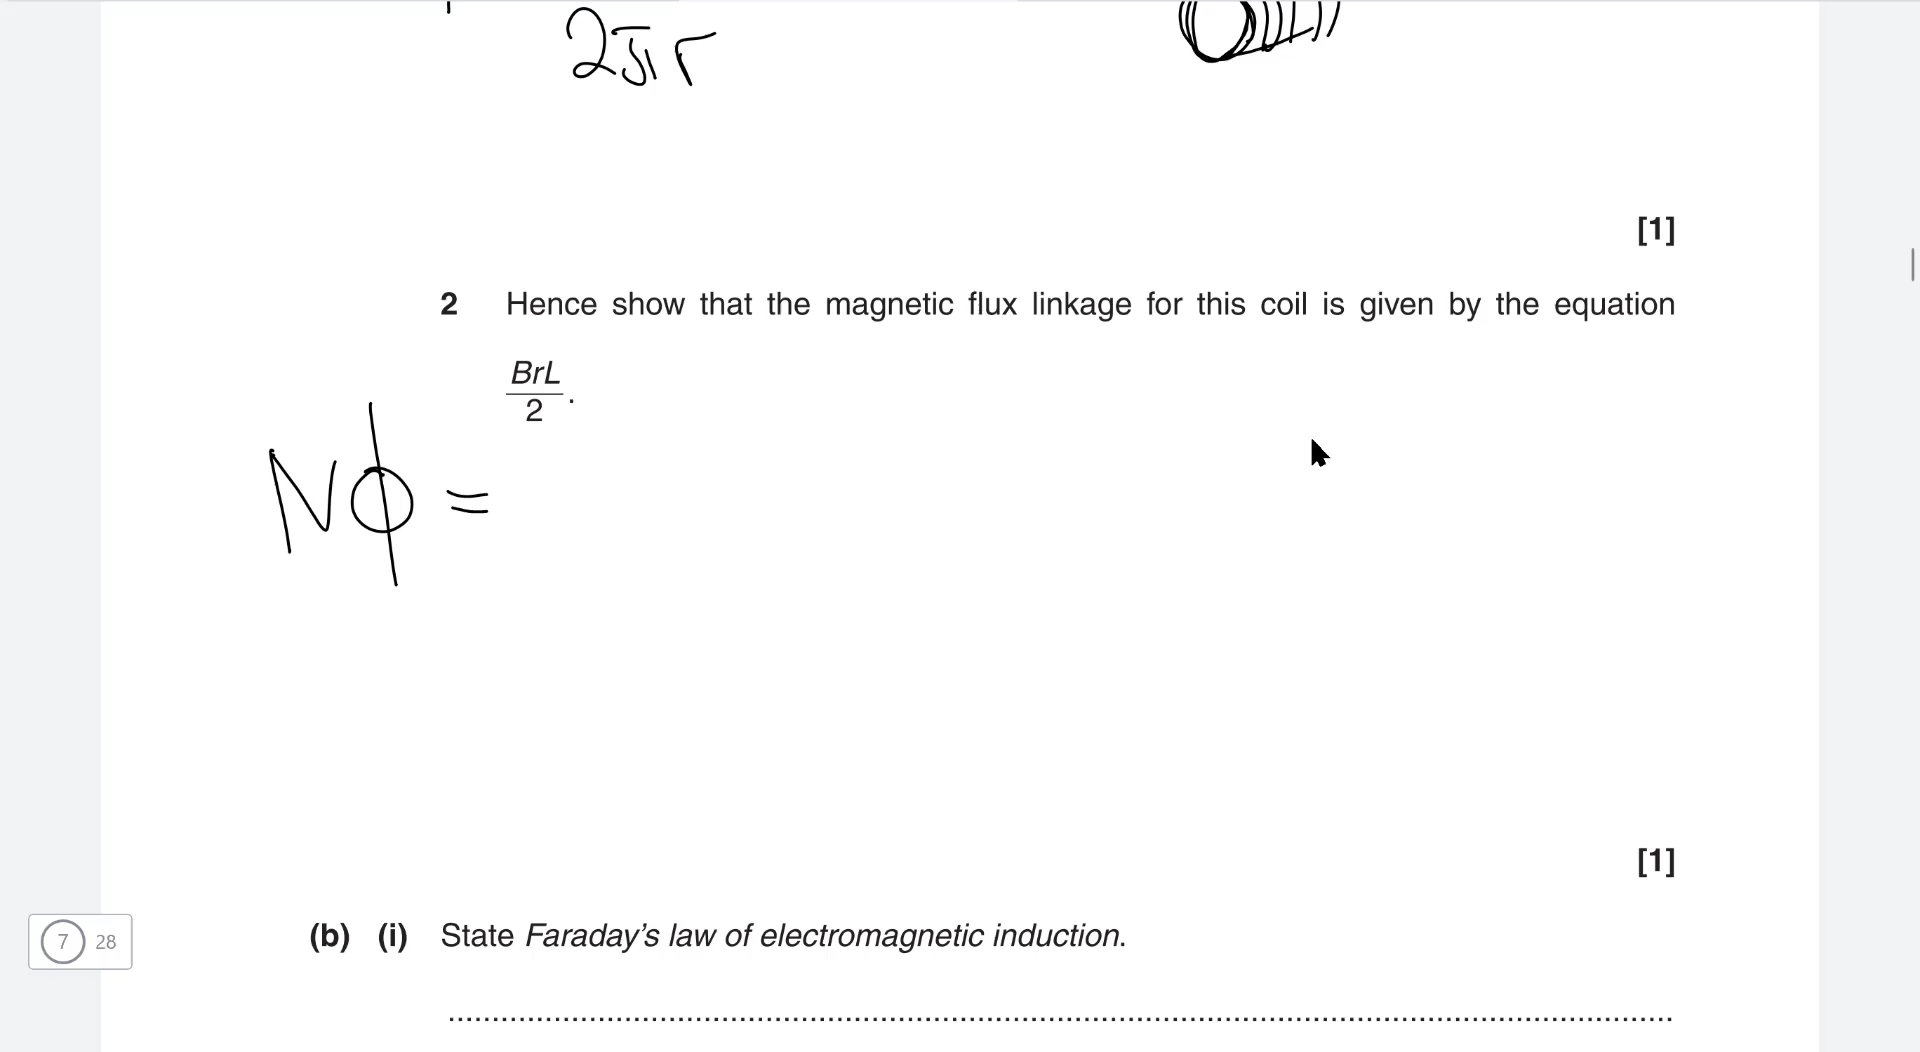 2πr
[1]
2 Hence show that the magnetic flux linkage for this coil is given by the equation
BrL
2 .
NΦ =
[1]
(b) (i) State Faraday's law of electromagnetic induction.
7 28